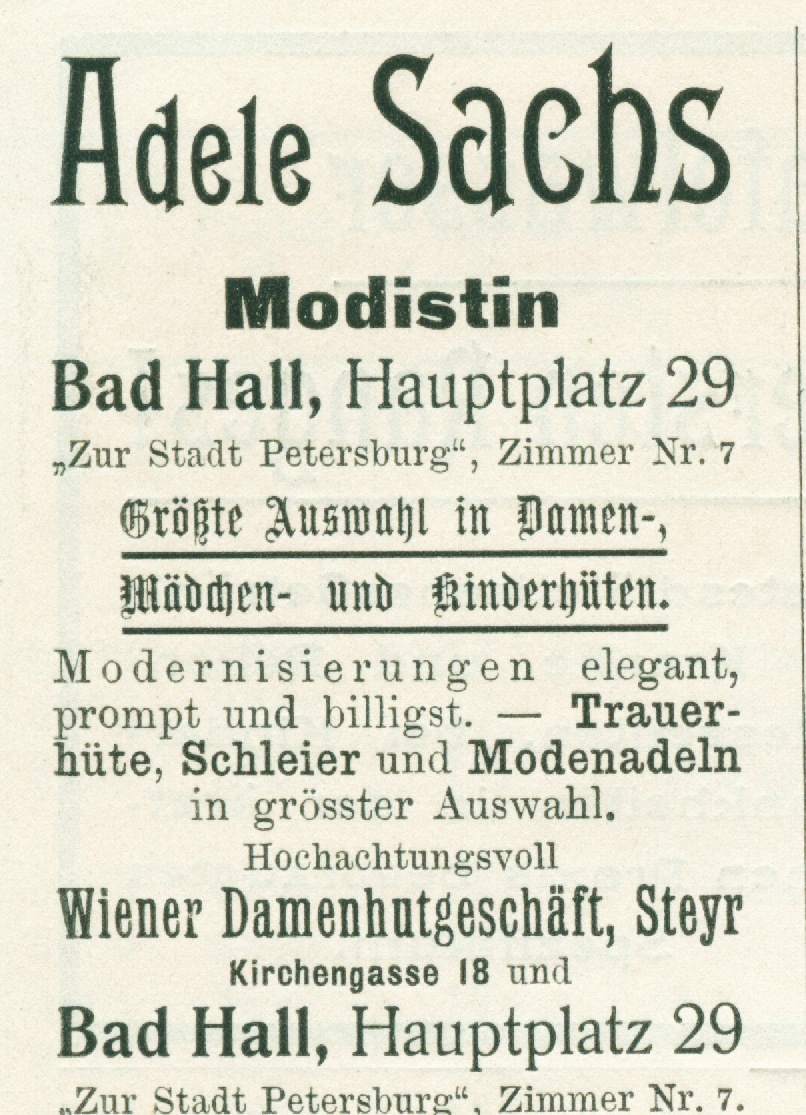 Adele Sachs
Modistin
Bad Hall, Hauptplatz 29
„Zur Stadt Petersburg“, Zimmer Nr. 7
Größte Auswahl in Damen-,
Mädchen- und Kinderhüten.
Modernisierungen elegant,
prompt und billigst. — Trauer-
hüte, Schleier und Modenadeln
in grösster Auswahl.
Hochachtungsvoll
Wiener Damenhutgeschäft, Steyr
Kirchengasse 18 und
Bad Hall, Hauptplatz 29
„Zur Stadt Petersburg“, Zimmer Nr. 7.